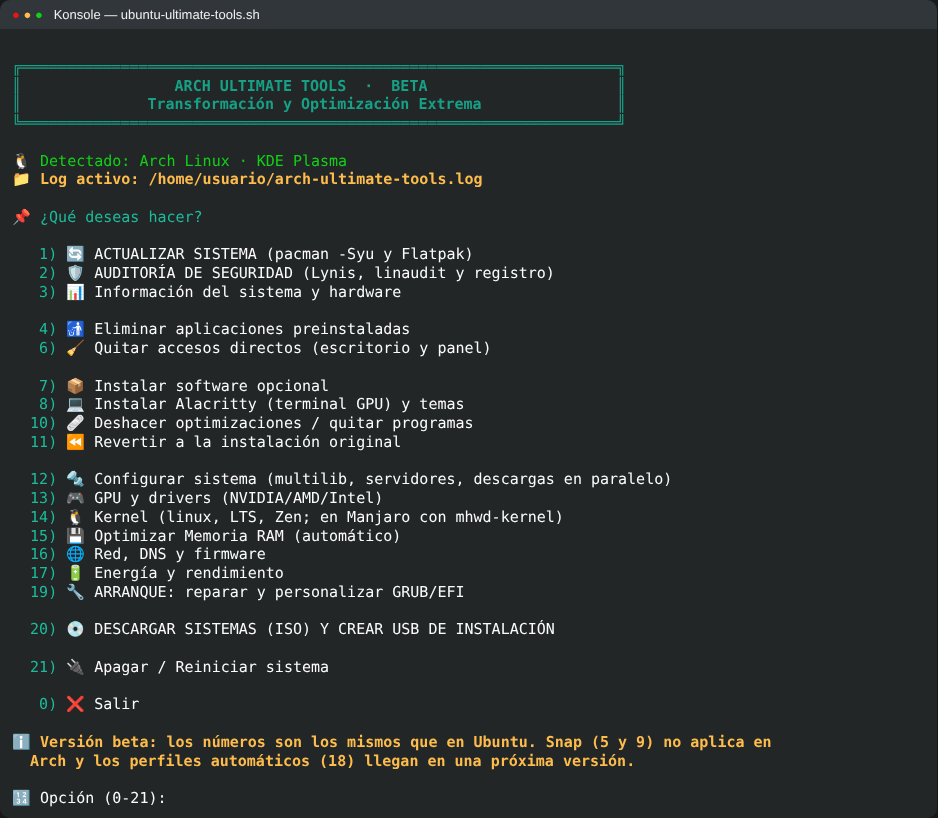 Konsole — ubuntu-ultimate-tools.sh
ARCH ULTIMATE TOOLS · BETA
Transformación y Optimización Extrema
Detectado: Arch Linux · KDE Plasma
Log activo: /home/usuario/arch-ultimate-tools.log
¿Qué deseas hacer?
1) ACTUALIZAR SISTEMA (pacman -Syu y Flatpak)
2) AUDITORÍA DE SEGURIDAD (Lynis, linaudit y registro)
3) Información del sistema y hardware
4) Eliminar aplicaciones preinstaladas
6) Quitar accesos directos (escritorio y panel)
7) Instalar software opcional
8) Instalar Alacritty (terminal GPU) y temas
10) Deshacer optimizaciones / quitar programas
11) Revertir a la instalación original
12) Configurar sistema (multilib, servidores, descargas en paralelo)
13) GPU y drivers (NVIDIA/AMD/Intel)
14) Kernel (linux, LTS, Zen; en Manjaro con mhwd-kernel)
15) Optimizar Memoria RAM (automático)
16) Red, DNS y firmware
17) Energía y rendimiento
19) ARRANQUE: reparar y personalizar GRUB/EFI
20) DESCARGAR SISTEMAS (ISO) Y CREAR USB DE INSTALACIÓN
21) Apagar / Reiniciar sistema
0) Salir
Versión beta: los números son los mismos que en Ubuntu. Snap (5 y 9) no aplica en
Arch y los perfiles automáticos (18) llegan en una próxima versión.
Opción (0-21):